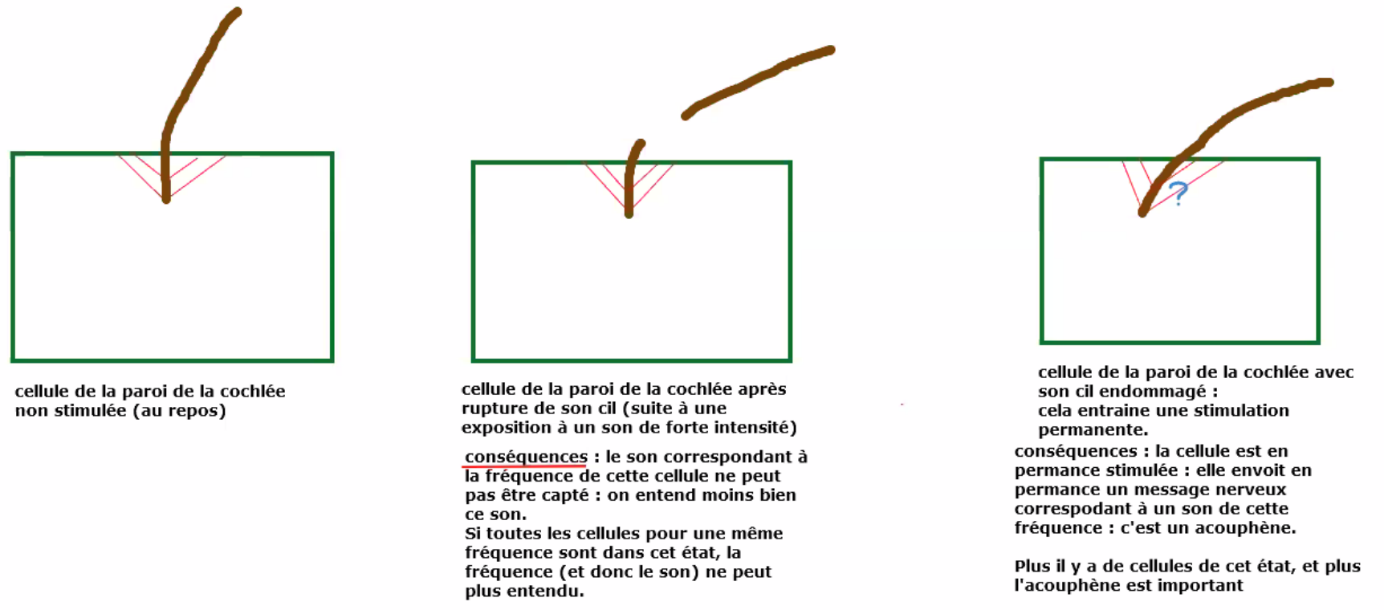 cellule de la paroi de la cochlée
non stimulée (au repos)
cellule de la paroi de la cochlée après
rupture de son cil (suite à une
exposition à un son de forte intensité)
conséquences : le son correspondant à
la fréquence de cette cellule ne peut
pas être capté : on entend moins bien
ce son.
Si toutes les cellules pour une même
fréquence sont dans cet état, la
fréquence (et donc le son) ne peut
plus entendu.
?
cellule de la paroi de la cochlée avec
son cil endommagé :
cela entraine une stimulation
permanente.
conséquences : la cellule est en
permance stimulée : elle envoit en
permance un message nerveux
correspodant à un son de cette
fréquence : c'est un acouphène.
Plus il y a de cellules de cet état, et plus
l'acouphène est important